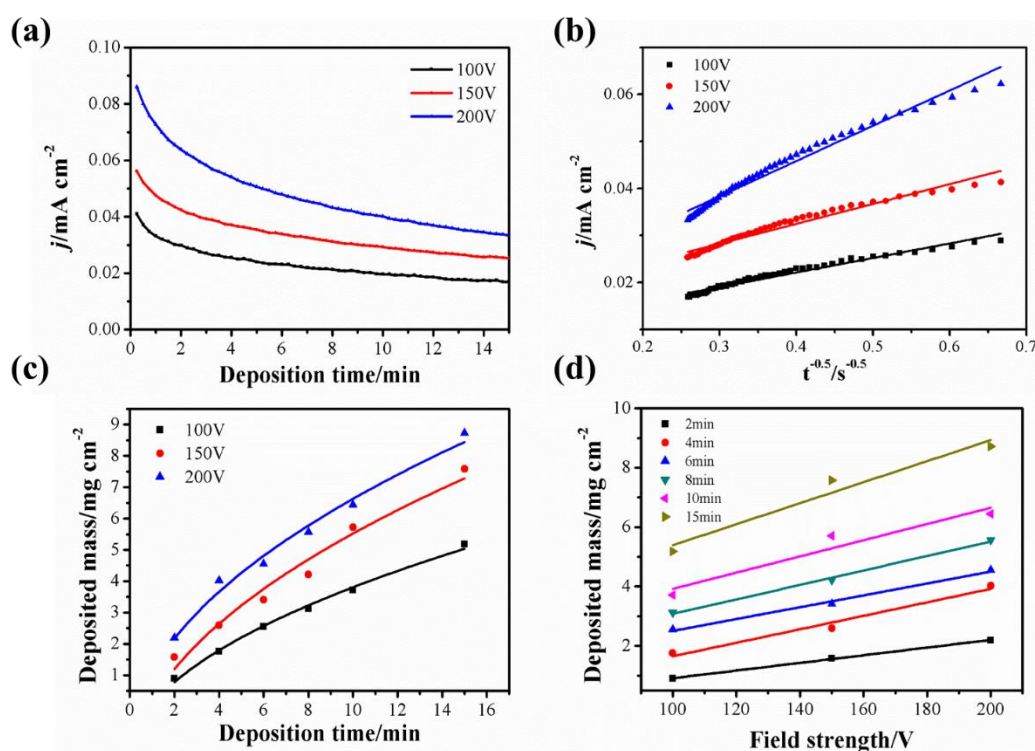 (a)
0.10
0.08
0.06
0.04
0.02
0.00
j/mA cm⁻²
100V
150V
200V
0 2 4 6 8 10 12 14
Deposition time/min
(b)
0.06
0.04
0.02
j/mA cm⁻²
100V
150V
200V
0.2 0.3 0.4 0.5 0.6 0.7
t⁻⁰·⁵/s⁻⁰·⁵
(c)
9
8
7
6
5
4
3
2
1
Deposited mass/mg cm⁻²
100V
150V
200V
0 2 4 6 8 10 12 14 16
Deposition time/min
(d)
10
8
6
4
2
Deposited mass/mg cm⁻²
2min
4min
6min
8min
10min
15min
100 120 140 160 180 200
Field strength/V